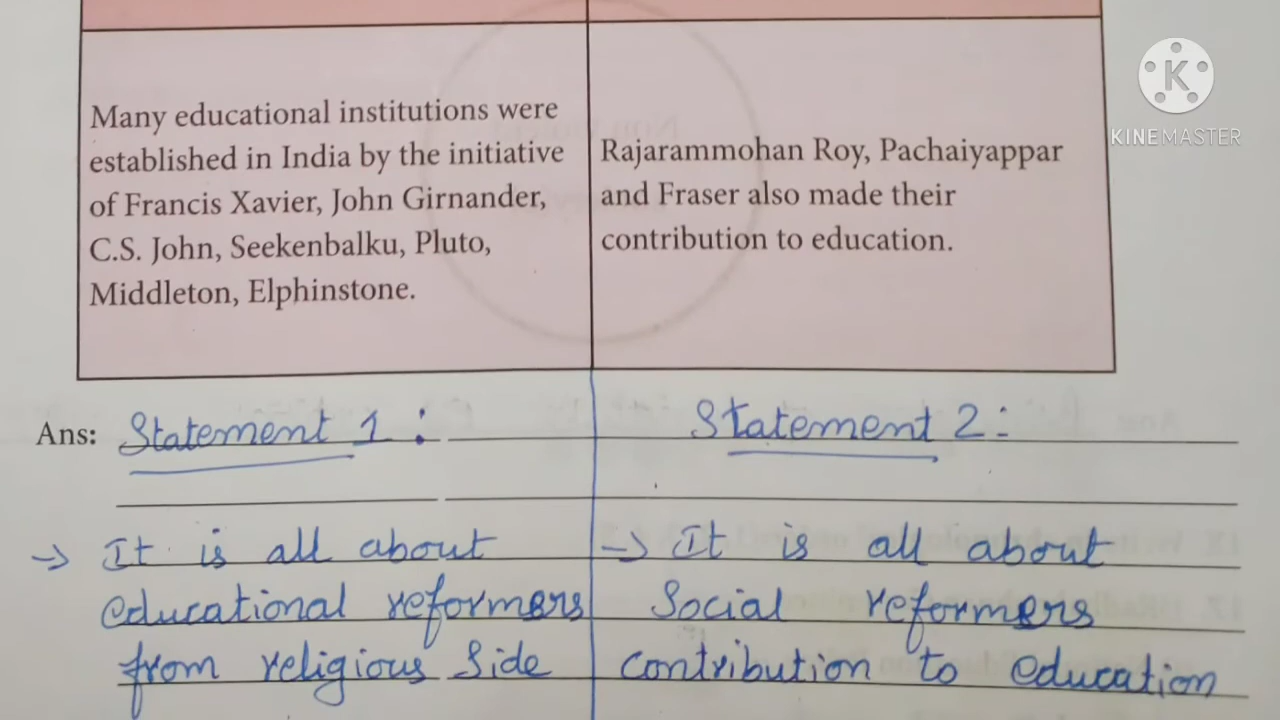 Many educational institutions were
established in India by the initiative
of Francis Xavier, John Girnander,
C.S. John, Seekenbalku, Pluto,
Middleton, Elphinstone.
Rajarammohan Roy, Pachaiyappar
and Fraser also made their
contribution to education.
K
KINEMASTER
Ans: Statement 1 :
-> It is all about
educational reformers
from religious side
Statement 2 :
-> It is all about
Social reformers
contribution to education